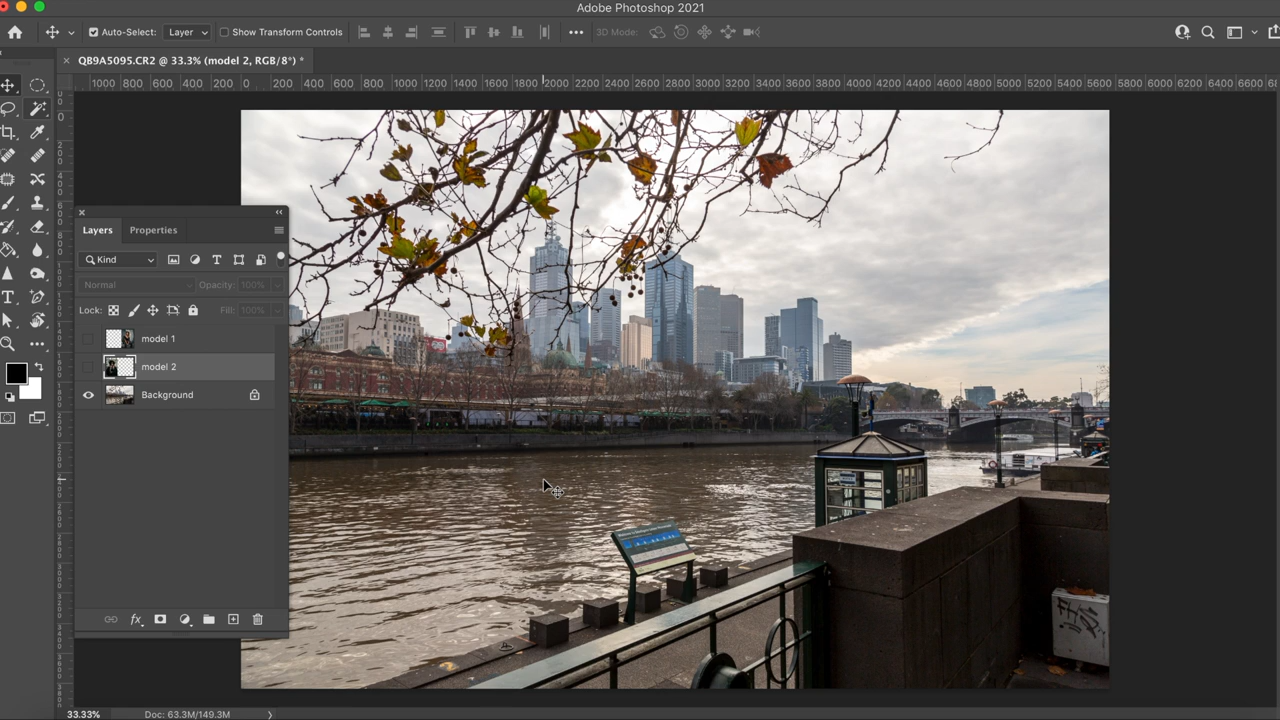 Adobe Photoshop 2021
Auto-Select: Layer Show Transform Controls 3D Mode:
QB9A5095.CR2 @ 33.3% (model 2, RGB/8*) *
1000 800 600 400 200 0 200 400 600 800 1000 1200 1400 1600 1800 2000 2200 2400 2600 2800 3000 3200 3400 3600 3800 4000 4200 4400 4600 4800 5000 5200 5400 5600 5800 6000 6200 6400 6600
Layers Properties
Kind
Normal Opacity: 100%
Lock: Fill: 100%
model 1
model 2
Background
fx
33.33% Doc: 63.3M/149.3M